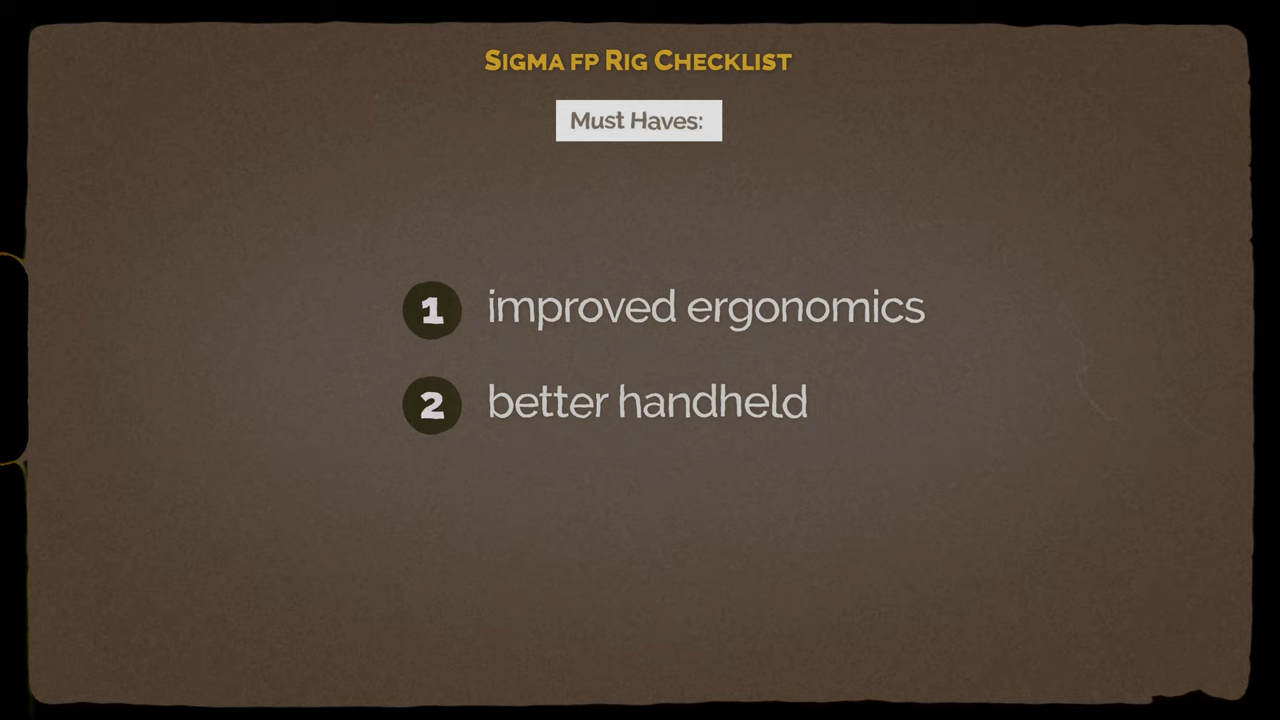 Sigma fp Rig Checklist
Must Haves:
1 improved ergonomics
2 better handheld